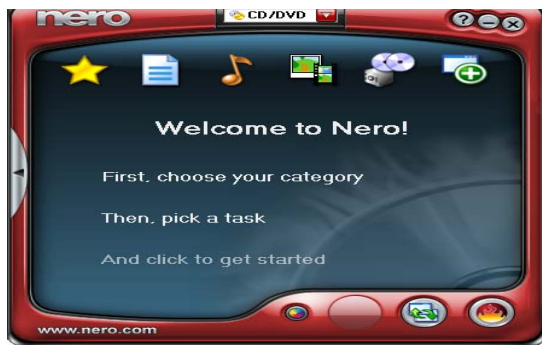 nero
CD/DVD
?
Welcome to Nero!
First, choose your category
Then, pick a task
And click to get started
www.nero.com